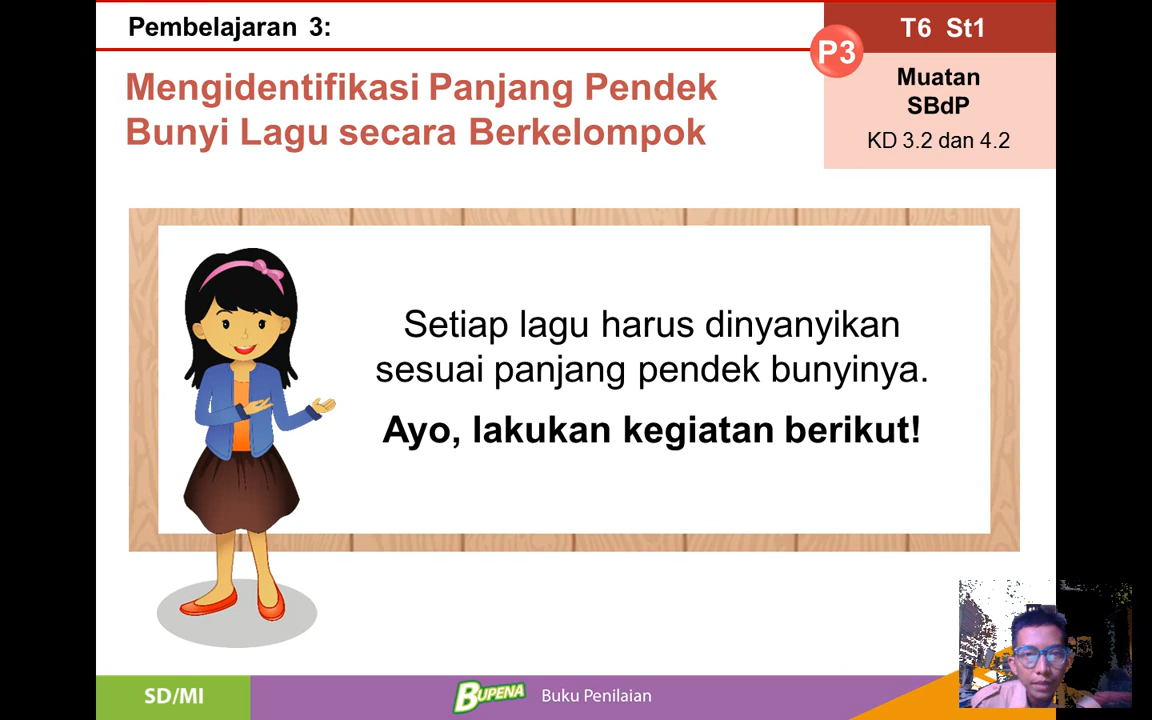 Pembelajaran 3:
T6 St1
P3
Muatan
SBdP
KD 3.2 dan 4.2
Mengidentifikasi Panjang Pendek
Bunyi Lagu secara Berkelompok
Setiap lagu harus dinyanyikan
sesuai panjang pendek bunyinya.
Ayo, lakukan kegiatan berikut!
SD/MI
BUPENA
Buku Penilaian